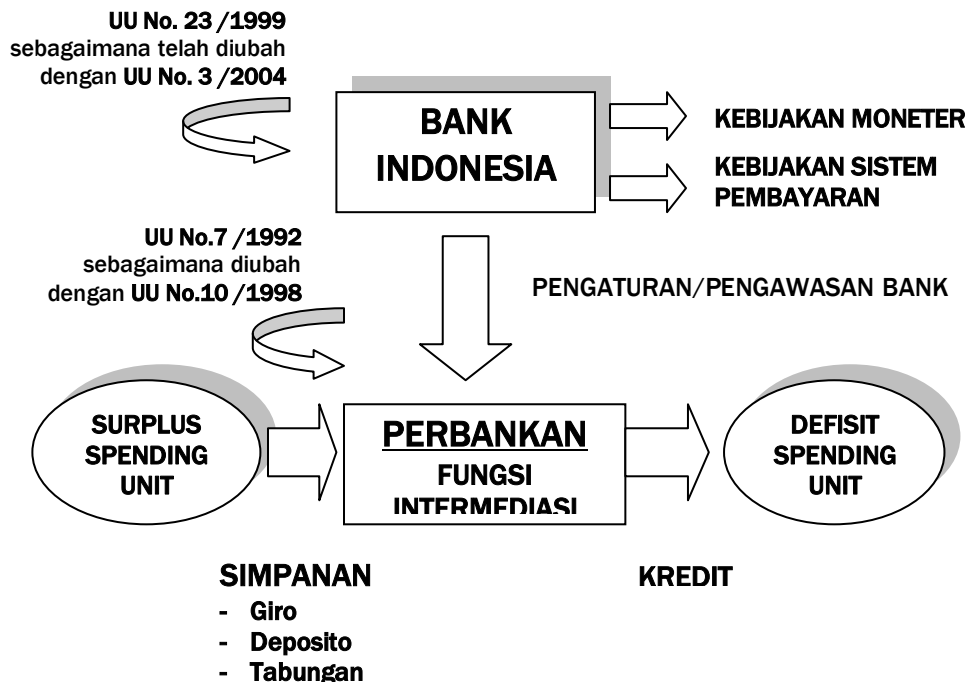 UU No. 23 /1999
sebagaimana telah diubah
dengan UU No. 3 /2004
BANK
INDONESIA
KEBIJAKAN MONETER
KEBIJAKAN SISTEM
PEMBAYARAN
UU No.7 /1992
sebagaimana diubah
dengan UU No.10 /1998
PENGATURAN/PENGAWASAN BANK
SURPLUS
SPENDING
UNIT
PERBANKAN
FUNGSI
INTERMEDIASI
DEFISIT
SPENDING
UNIT
SIMPANAN
- Giro
- Deposito
- Tabungan
KREDIT